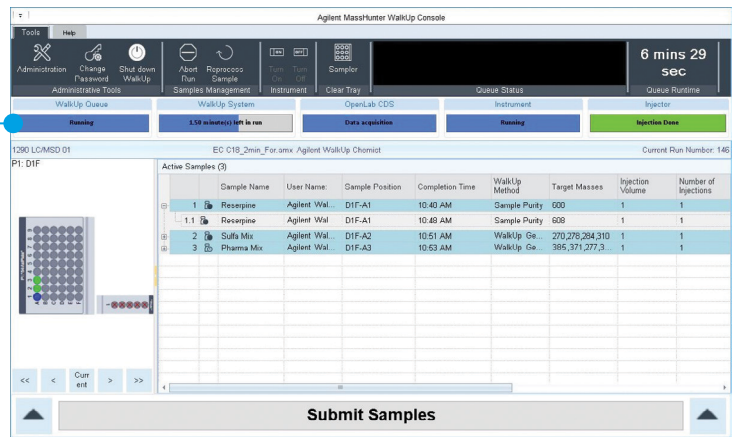 Agilent MassHunter WalkUp Console
Tools Help
Administration Change Password Shut down WalkUp Abort Run Reprocess Sample Turn On Turn Off Sampler
6 mins 29 sec
Administrative Tools Samples Management Instrument Clear Tray Queue Status Queue Runtime
WalkUp Queue WalkUp System OpenLab CDS Instrument Injector
Running 1.50 minute(s) left in run Data acquisition Running Injection Done
1290 LC/MSD 01 EC C18_2min_For.amx Agilent WalkUp Chemist Current Run Number: 146
P1: D1F Active Samples (3)
Sample Name User Name: Sample Position Completion Time WalkUp Method Target Masses Injection Volume Number of Injections
1 Reserpine Agilent Wal... D1F-A1 10:48 AM Sample Purity 608 1 1
1.1 Reserpine Agilent Wal D1F-A1 10:48 AM Sample Purity 608 1 1
2 Sulfa Mix Agilent Wal... D1F-A2 10:51 AM WalkUp Ge... 270,278,284,310 1 1
3 Pharma Mix Agilent Wal... D1F-A3 10:53 AM WalkUp Ge... 385,371,277,3... 1 1
<< < Curr ent > >>
Submit Samples